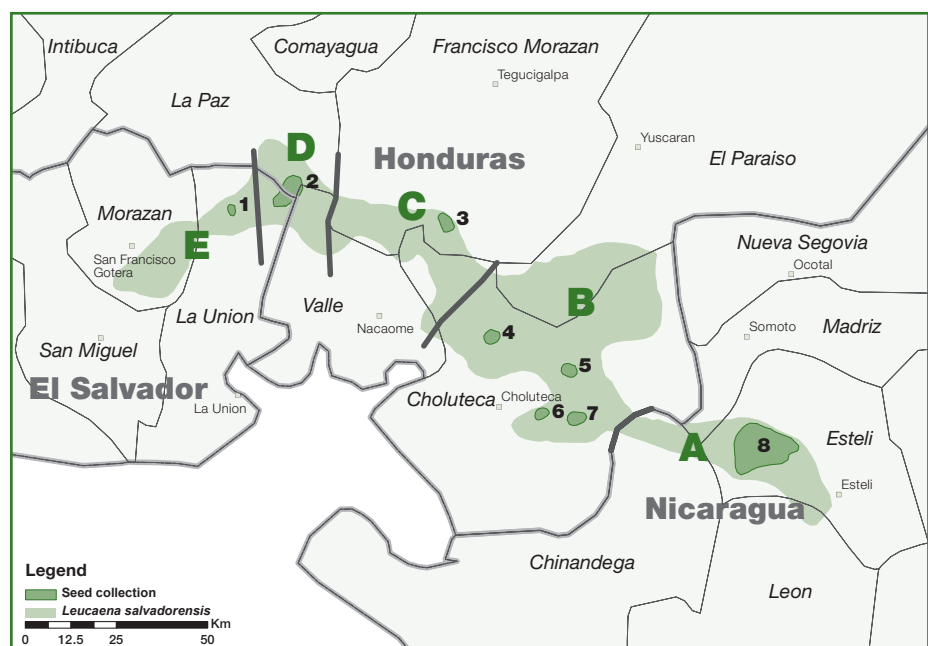 Intibuca
Comayagua
Francisco Morazan
Tegucigalpa
La Paz
Yuscaran
D
Honduras
El Paraiso
2
Morazan
1
C
3
Nueva Segovia
E
San Francisco
Gotera
Ocotal
B
La Union
Valle
Nacaome
Somoto
Madriz
4
San Miguel
5
El Salvador
La Union
Choluteca
Choluteca
6
7
A
8
Esteli
Esteli
Nicaragua
Chinandega
Leon
Legend
Seed collection
Leucaena salvadorensis
Km
0 12.5 25 50